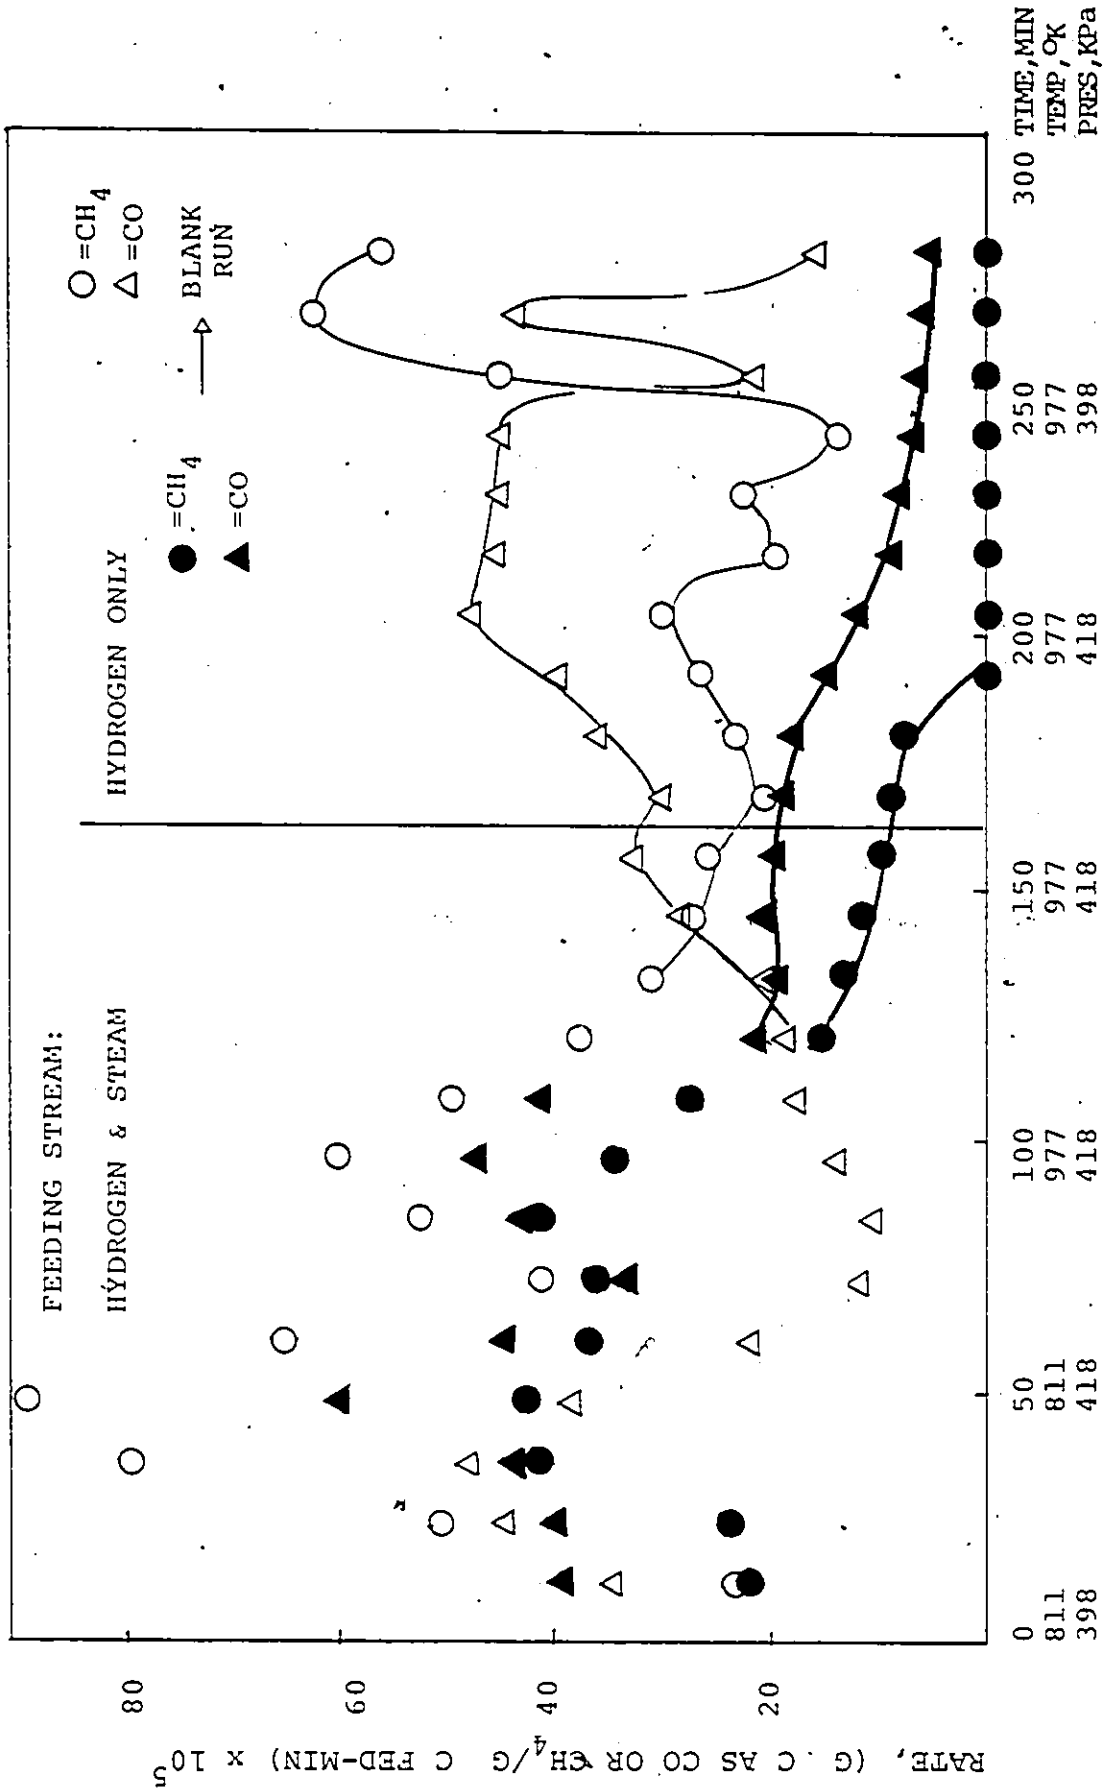 FEEDING STREAM:
HYDROGEN & STEAM
HYDROGEN ONLY
●=CH4
▲=CO
○=CH4
△=CO
BLANK
RUN
RATE, (G C AS CO OR CH4/G C FED-MIN) x 10^5
80
60
40
20
0 50 100 150 200 250 300 TIME,MIN
811 811 977 977 977 977 TEMP,OK
398 418 418 418 418 398 PRES,KPa